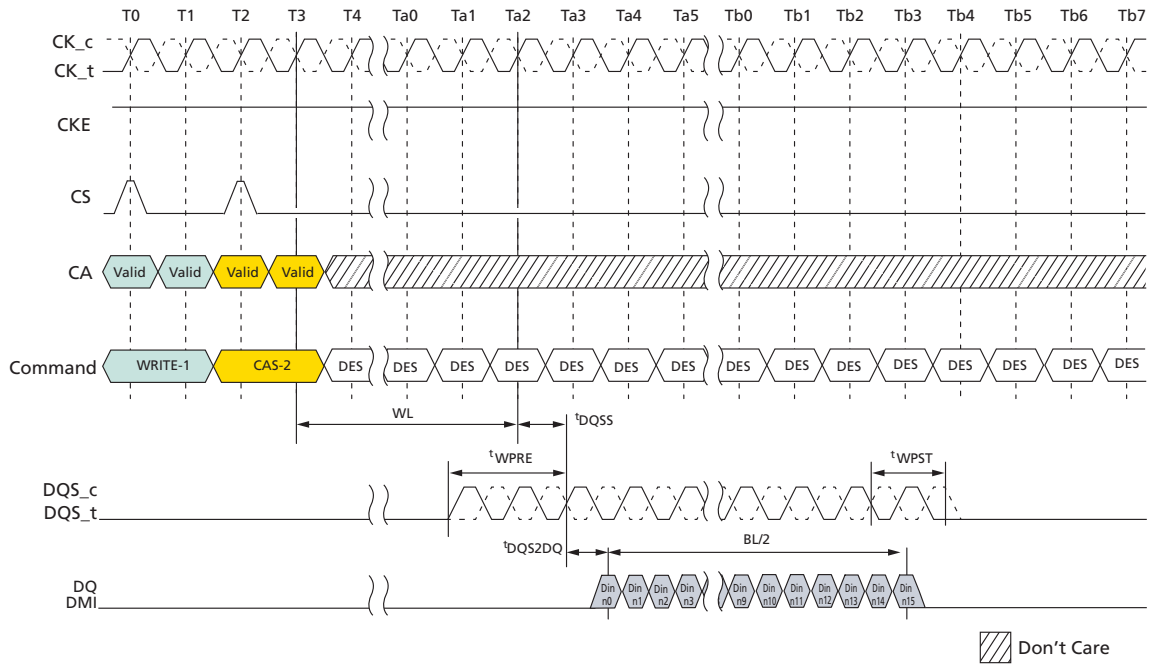 T0 T1 T2 T3 T4 Ta0 Ta1 Ta2 Ta3 Ta4 Ta5 Tb0 Tb1 Tb2 Tb3 Tb4 Tb5 Tb6 Tb7
CK_c
CK_t
CKE
CS
CA Valid Valid Valid Valid
Command WRITE-1 CAS-2 DES DES DES DES DES DES DES DES DES DES DES DES DES DES DES
WL tDQSS
tWPRE tWPST
DQS_c
DQS_t
tDQS2DQ BL/2
DQ
DMI
Din n0 Din n1 Din n2 Din n3 Din n9 Din n10 Din n11 Din n12 Din n13 Din n14 Din n15
Don't Care